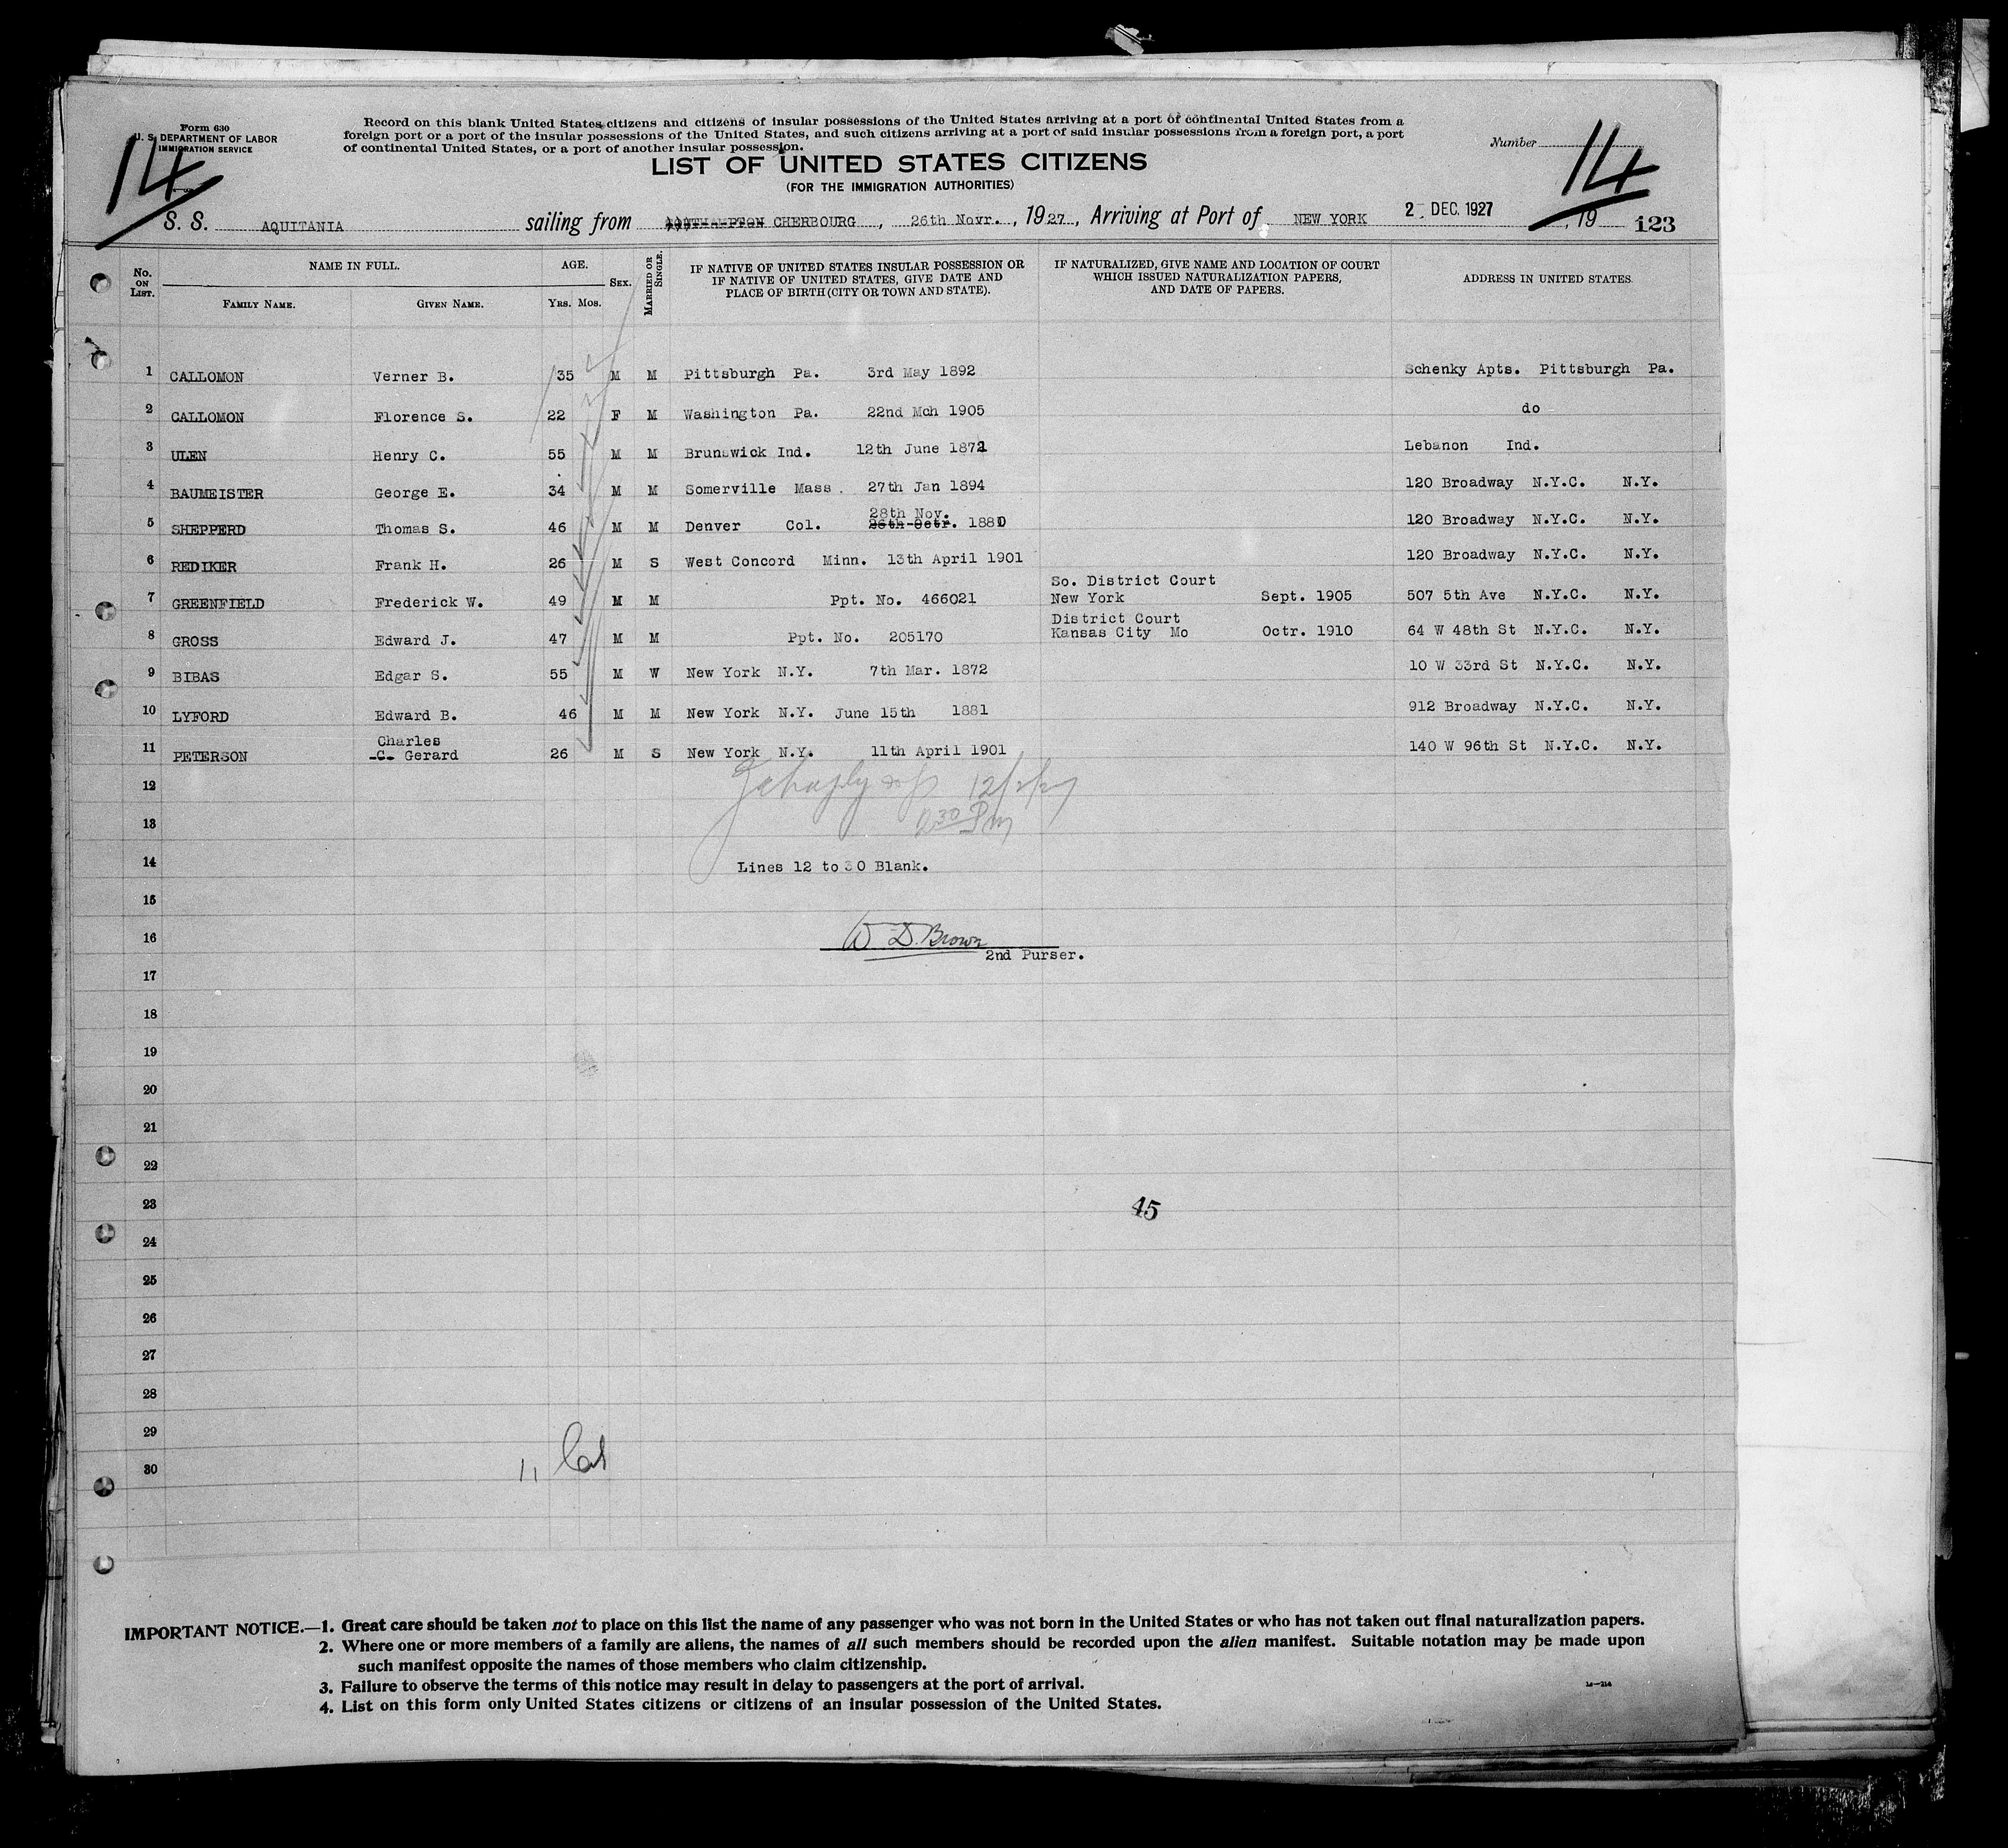 Form 630
U. S. DEPARTMENT OF LABOR
IMMIGRATION SERVICE
14
Record on this blank United States citizens and citizens of insular possessions of the United States arriving at a port of continental United States from a
foreign port or a port of the insular possessions of the United States, and such citizens arriving at a port of said insular possessions from a foreign port, a port
of continental United States, or a port of another insular possession.
Number
14
LIST OF UNITED STATES CITIZENS
(FOR THE IMMIGRATION AUTHORITIES)
S. S. AQUITANIA sailing from SOUTHAMPTON CHERBOURG, 26th Novr., 1927, Arriving at Port of NEW YORK 2 DEC. 1927, 19 123
No. ON LIST. NAME IN FULL. AGE. SEX. MARRIED OR SINGLE. IF NATIVE OF UNITED STATES INSULAR POSSESSION OR IF NATIVE OF UNITED STATES, GIVE DATE AND PLACE OF BIRTH (CITY OR TOWN AND STATE). IF NATURALIZED, GIVE NAME AND LOCATION OF COURT WHICH ISSUED NATURALIZATION PAPERS, AND DATE OF PAPERS. ADDRESS IN UNITED STATES.
FAMILY NAME. GIVEN NAME. YRS. MOS.
1 CALLOMON Verner B. 35 M M Pittsburgh Pa. 3rd May 1892 Schenky Apts. Pittsburgh Pa.
2 CALLOMON Florence S. 22 F M Washington Pa. 22nd Mch 1905 do
3 ULEN Henry C. 55 M M Brunswick Ind. 12th June 1872 Lebanon Ind.
4 BAUMEISTER George E. 34 M M Somerville Mass. 27th Jan 1894 120 Broadway N.Y.C. N.Y.
28th Nov.
5 SHEPPERD Thomas S. 46 M M Denver Col. 26th Octr. 1880 120 Broadway N.Y.C. N.Y.
6 REDIKER Frank H. 26 M S West Concord Minn. 13th April 1901 120 Broadway N.Y.C. N.Y.
So. District Court
7 GREENFIELD Frederick W. 49 M M Ppt. No. 466021 New York Sept. 1905 507 5th Ave N.Y.C. N.Y.
District Court
8 GROSS Edward J. 47 M M Ppt. No. 205170 Kansas City Mo Octr. 1910 64 W 48th St N.Y.C. N.Y.
9 BIBAS Edgar S. 55 M W New York N.Y. 7th Mar. 1872 10 W 33rd St N.Y.C. N.Y.
10 LYFORD Edward B. 46 M M New York N.Y. June 15th 1881 912 Broadway N.Y.C. N.Y.
Charles
11 PETERSON C. Gerard 26 M S New York N.Y. 11th April 1901 140 W 96th St N.Y.C. N.Y.
12 12/2/27
13 30 Pm
14 Lines 12 to 30 Blank.
15
16 W. D. Brown
2nd Purser.
17
18
19
20
21
22
23 45
24
25
26
27
28
29
30
11
IMPORTANT NOTICE.—1. Great care should be taken not to place on this list the name of any passenger who was not born in the United States or who has not taken out final naturalization papers.
2. Where one or more members of a family are aliens, the names of all such members should be recorded upon the alien manifest. Suitable notation may be made upon
such manifest opposite the names of those members who claim citizenship.
3. Failure to observe the terms of this notice may result in delay to passengers at the port of arrival.
4. List on this form only United States citizens or citizens of an insular possession of the United States.